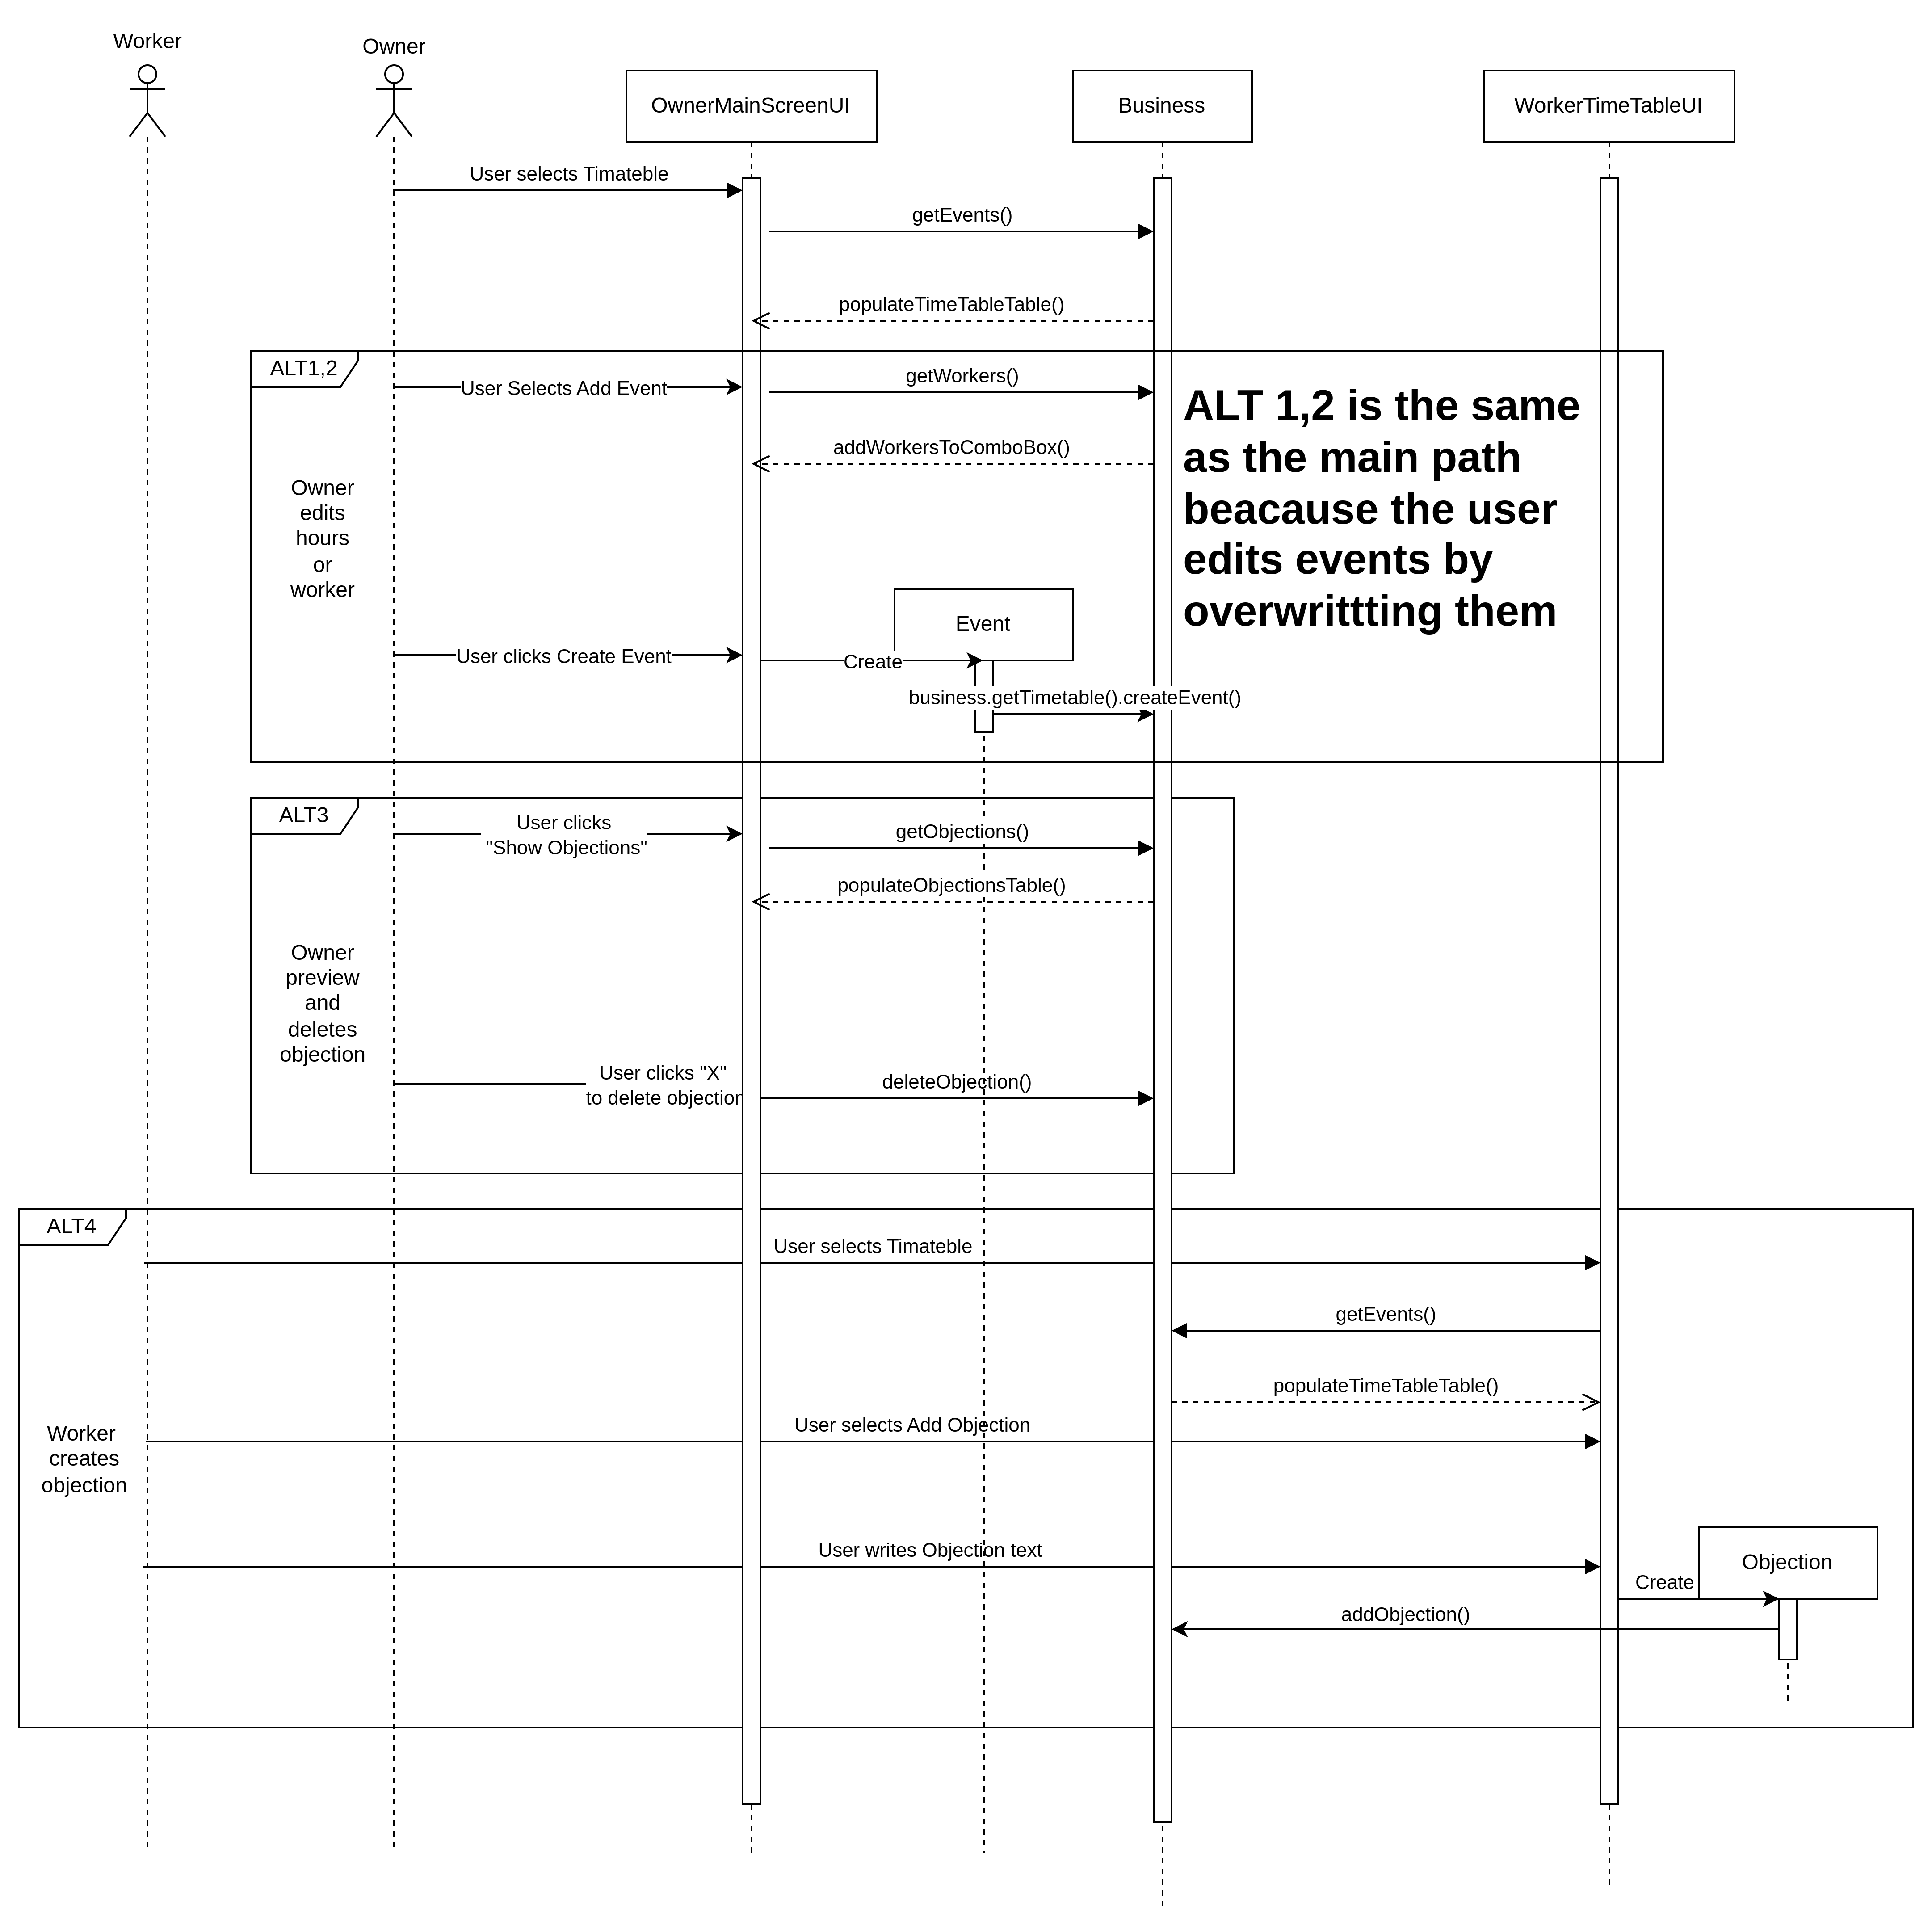 Worker
Owner
OwnerMainScreenUI
Business
WorkerTimeTableUI
User selects Timateble
getEvents()
populateTimeTableTable()
ALT1,2
User Selects Add Event
getWorkers()
ALT 1,2 is the same
as the main path
beacause the user
edits events by
overwrittting them
addWorkersToComboBox()
Owner
edits
hours
or
worker
Event
User clicks Create Event
Create
business.getTimetable().createEvent()
ALT3
User clicks
"Show Objections"
getObjections()
populateObjectionsTable()
Owner
preview
and
deletes
objection
User clicks "X"
to delete objection
deleteObjection()
ALT4
User selects Timateble
getEvents()
populateTimeTableTable()
User selects Add Objection
Worker
creates
objection
User writes Objection text
Objection
Create
addObjection()